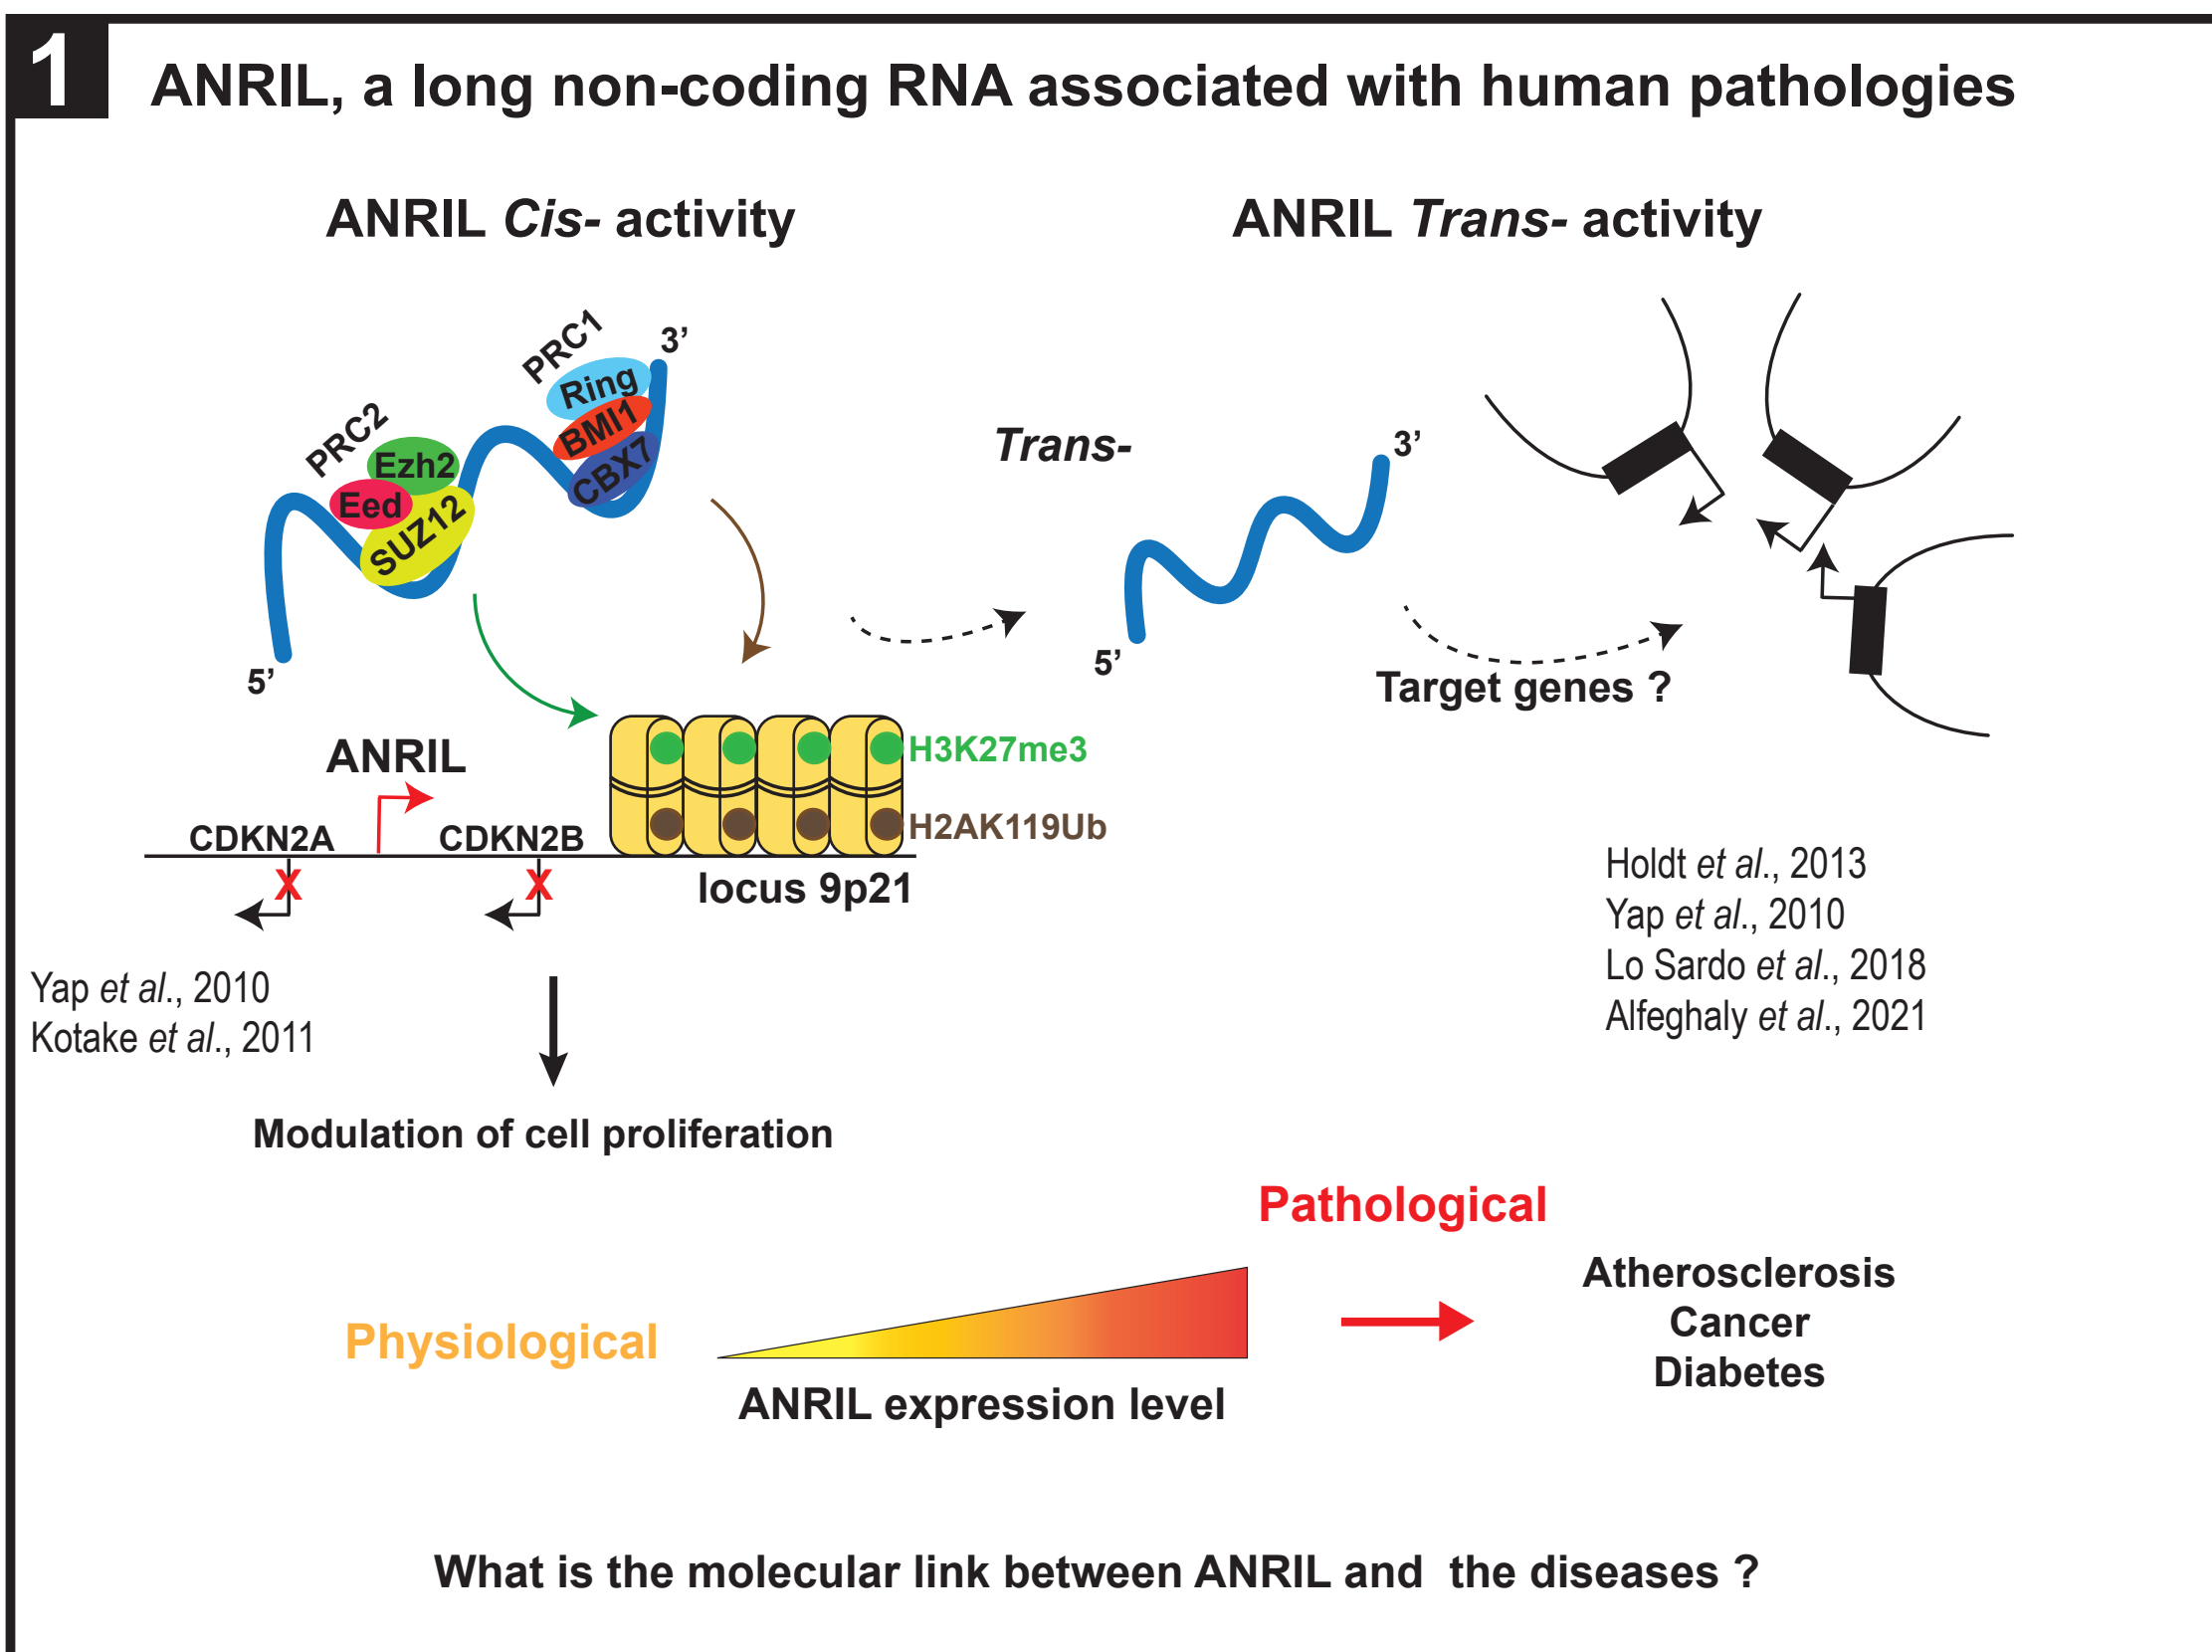 1
ANRIL, a long non-coding RNA associated with human pathologies
ANRIL Cis- activity
ANRIL Trans- activity
PRC1
3’
Ring
BMI1
CBX7
PRC2
Ezh2
Eed
SUZ12
5’
Trans-
3’
5’
Target genes ?
H3K27me3
H2AK119Ub
ANRIL
CDKN2A
CDKN2B
X
X
locus 9p21
Yap et al., 2010
Kotake et al., 2011
Holdt et al., 2013
Yap et al., 2010
Lo Sardo et al., 2018
Alfeghaly et al., 2021
Modulation of cell proliferation
Pathological
Physiological
ANRIL expression level
Atherosclerosis
Cancer
Diabetes
What is the molecular link between ANRIL and  the diseases ?